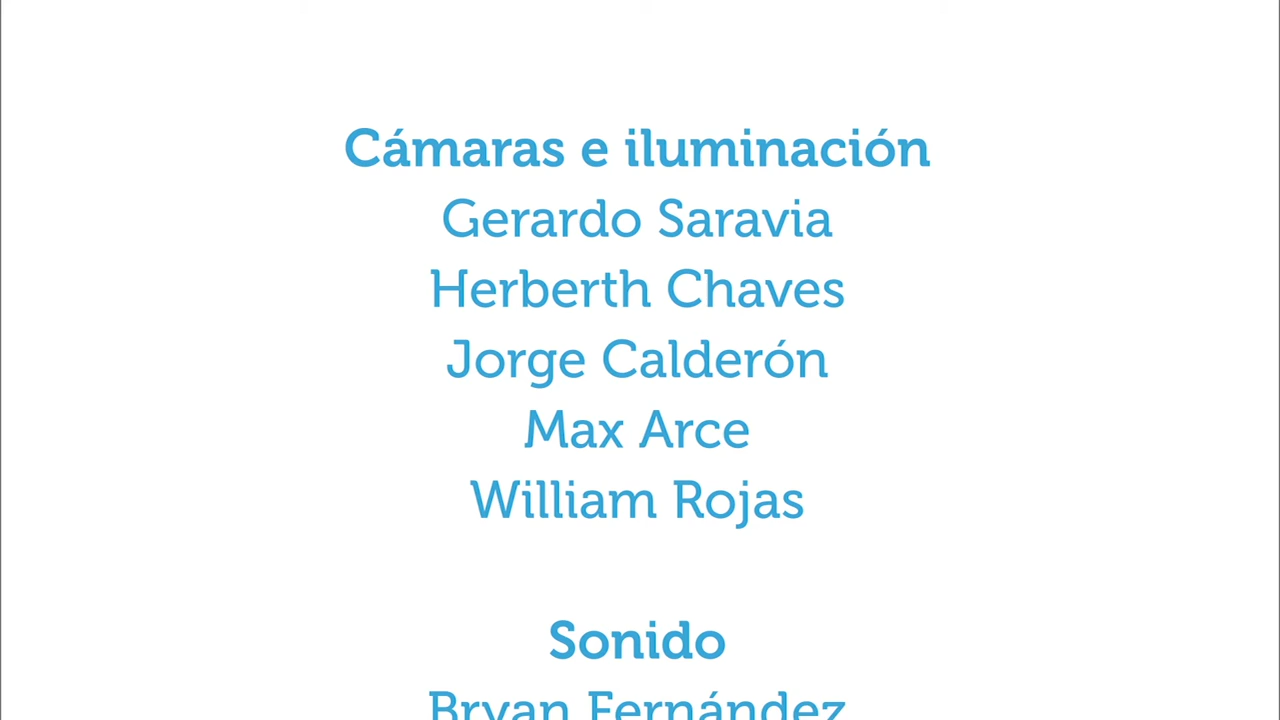 Cámaras e iluminación
Gerardo Saravia
Herberth Chaves
Jorge Calderón
Max Arce
William Rojas
Sonido
Bryan Fernández